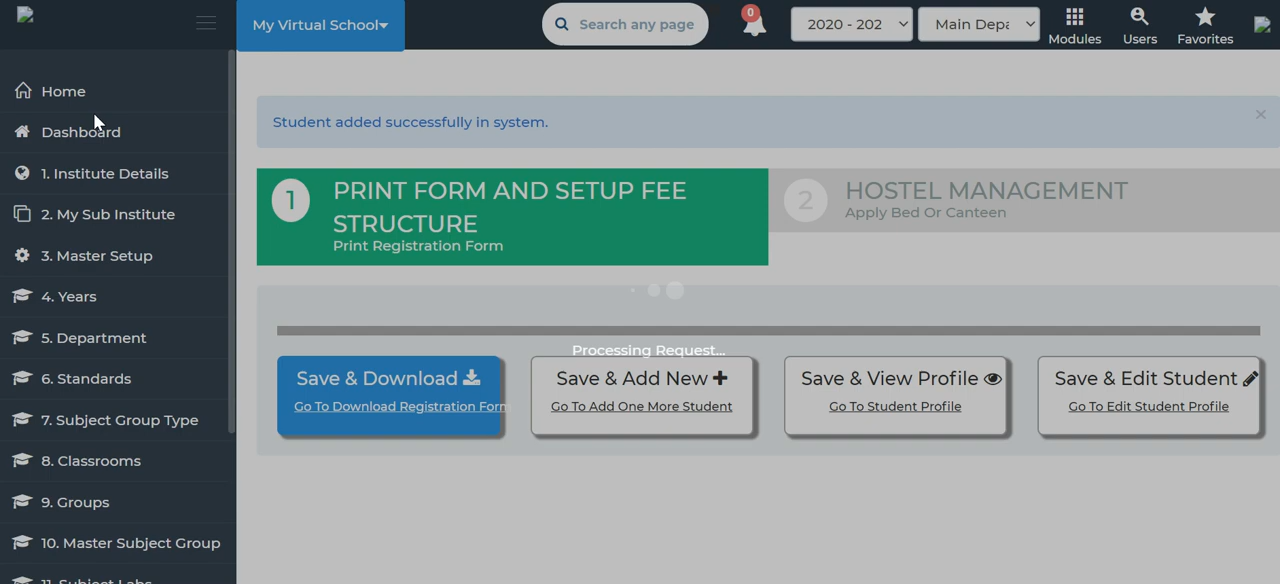 My Virtual School
Search any page
0
2020 - 202
Main Depa
Modules
Users
Favorites
Home
Dashboard
1. Institute Details
2. My Sub Institute
3. Master Setup
4. Years
5. Department
6. Standards
7. Subject Group Type
8. Classrooms
9. Groups
10. Master Subject Group
11. Subject Labs
Student added successfully in system.
×
1
PRINT FORM AND SETUP FEE
STRUCTURE
Print Registration Form
2
HOSTEL MANAGEMENT
Apply Bed Or Canteen
Processing Request...
Save & Download
Go To Download Registration Form
Save & Add New
Go To Add One More Student
Save & View Profile
Go To Student Profile
Save & Edit Student
Go To Edit Student Profile